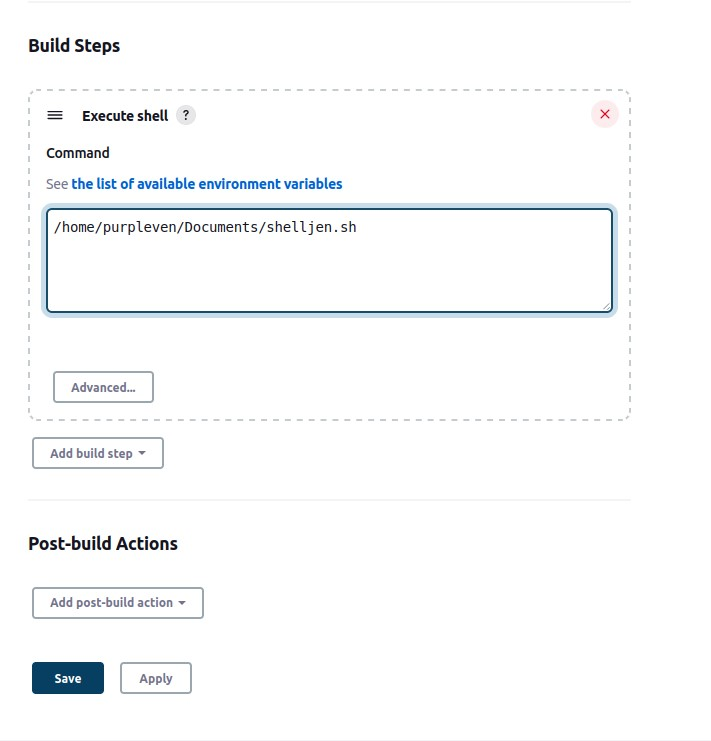 Build Steps
Execute shell ?
Command
See the list of available environment variables
/home/purpleven/Documents/shelljen.sh
Advanced...
Add build step
Post-build Actions
Add post-build action
Save Apply